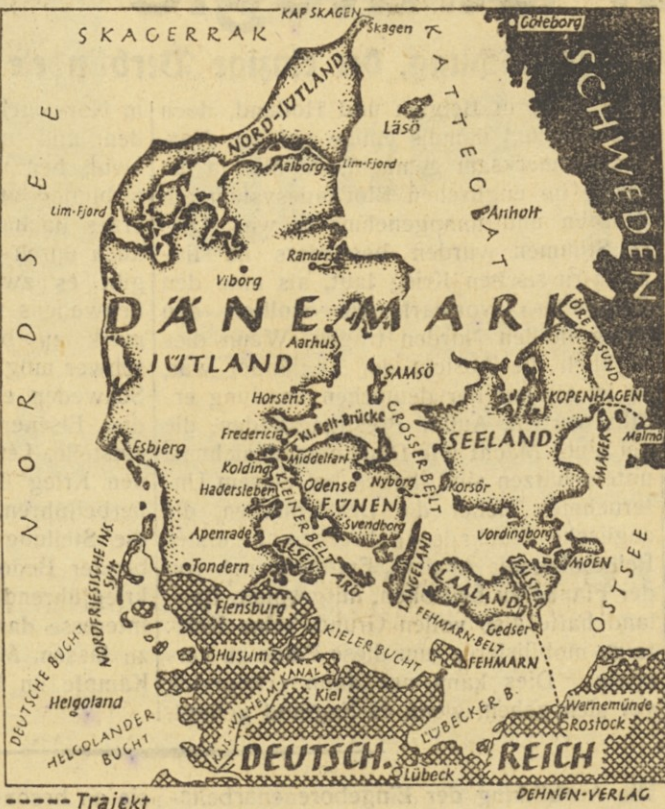 KAP SKAGEN
Skagen
Göteborg
SKAGERRAK
KATTEGAT
SCHWEDEN
NORD-JÜTLAND
Läsö
Aalborg
Lim-Fjord
Lim-Fjord
Anholt
NORDSEE
Randers
Viborg
DÄNEMARK
Aarhus
JÜTLAND
ÖRE-SUND
SAMSÖ
Horsens
KOPENHAGEN
Fredericia
Kl. Belt-Brücke
GROSSER BELT
SEELAND
AMAGER
Malmö
Esbjerg
Kolding
Middelfart
Hadersleben
Odense
Nyborg
Korsör
KLEINER BELT
FÜNEN
Svendborg
Apenrade
Vordingborg
ALSEN
ÄRÖ
LANGELAND
MOEN
Tondern
LAALAND
FALSTER
OSTSEE
NORDFRIESISCHE INS.
Sylt
Flensburg
Gedser
FEHMARN-BELT
KIELER BUCHT
FEHMARN
Husum
DEUTSCHE BUCHT
Helgoland
KAIS.-WILHELM-KANAL
Kiel
Warnemünde
Rostock
HELGOLANDER BUCHT
LÜBECKER B.
DEUTSCH. REICH
Lübeck
Trajekt
DEHNEN-VERLAG